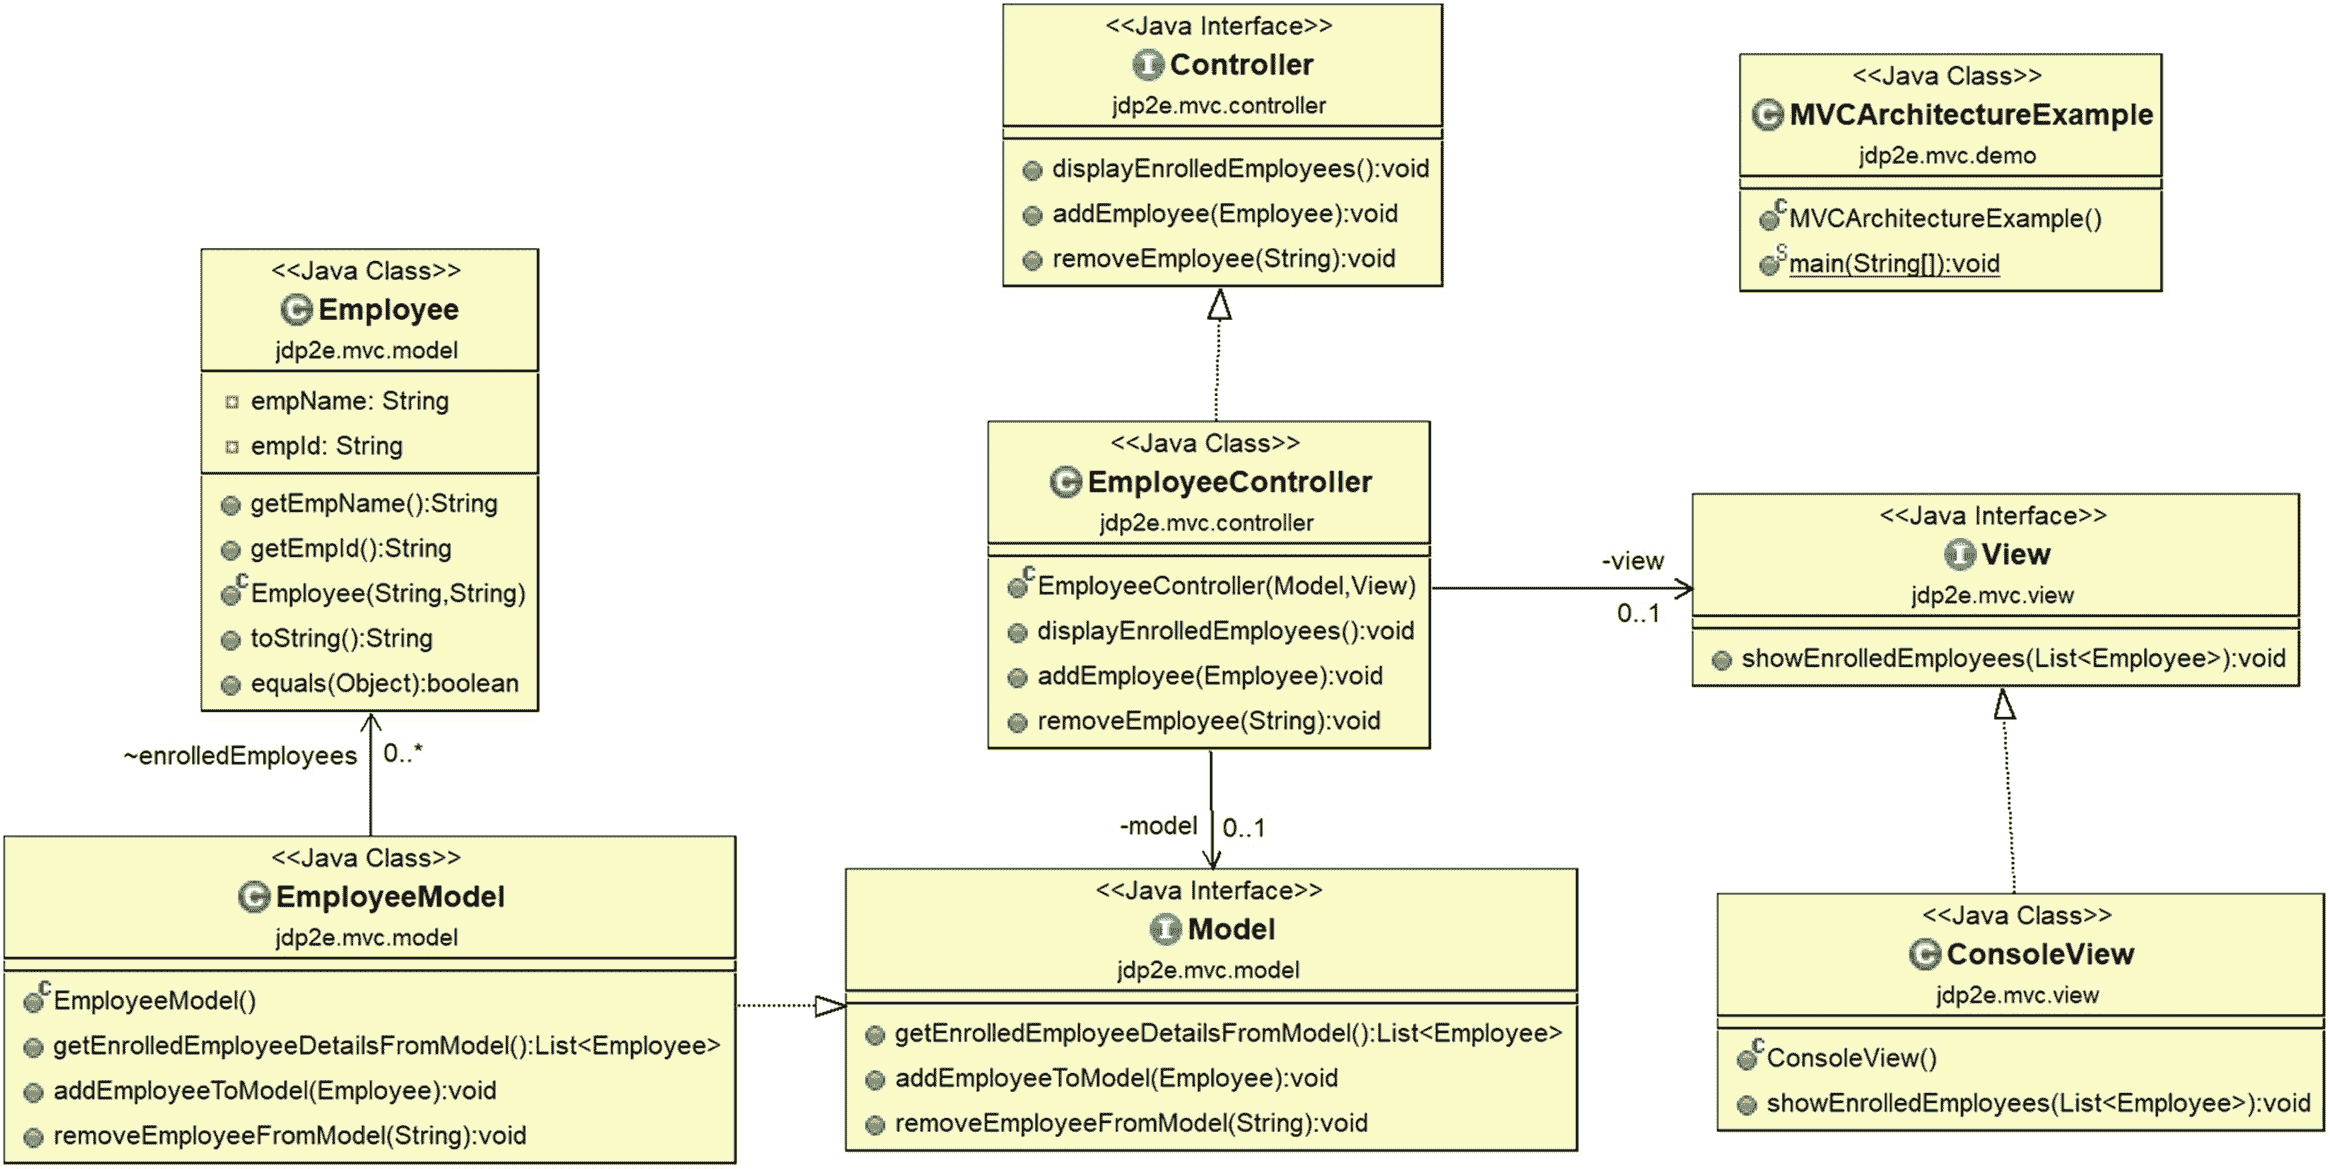 <<Java Interface>>
I Controller
jdp2e.mvc.controller
displayEnrolledEmployees():void
addEmployee(Employee):void
removeEmployee(String):void
<<Java Class>>
C MVCArchitectureExample
jdp2e.mvc.demo
C MVCArchitectureExample()
S main(String[]):void
<<Java Class>>
C Employee
jdp2e.mvc.model
empName: String
empId: String
getEmpName():String
getEmpId():String
C Employee(String,String)
toString():String
equals(Object):boolean
~enrolledEmployees 0..*
<<Java Class>>
C EmployeeController
jdp2e.mvc.controller
C EmployeeController(Model,View)
displayEnrolledEmployees():void
addEmployee(Employee):void
removeEmployee(String):void
-view
0..1
<<Java Interface>>
I View
jdp2e.mvc.view
showEnrolledEmployees(List<Employee>):void
-model 0..1
<<Java Class>>
C EmployeeModel
jdp2e.mvc.model
C EmployeeModel()
getEnrolledEmployeeDetailsFromModel():List<Employee>
addEmployeeToModel(Employee):void
removeEmployeeFromModel(String):void
<<Java Interface>>
I Model
jdp2e.mvc.model
getEnrolledEmployeeDetailsFromModel():List<Employee>
addEmployeeToModel(Employee):void
removeEmployeeFromModel(String):void
<<Java Class>>
C ConsoleView
jdp2e.mvc.view
C ConsoleView()
showEnrolledEmployees(List<Employee>):void